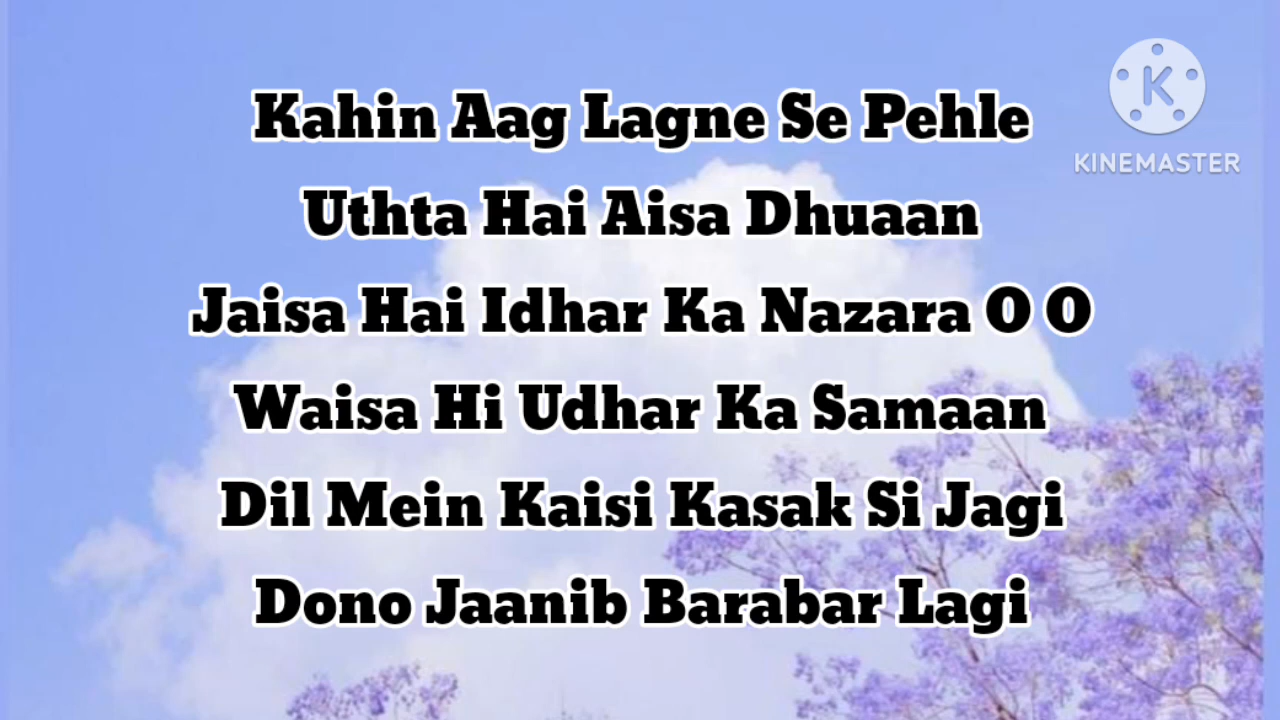 Kahin Aag Lagne Se Pehle
Uthta Hai Aisa Dhuaan
Jaisa Hai Idhar Ka Nazara O O
Waisa Hi Udhar Ka Samaan
Dil Mein Kaisi Kasak Si Jagi
Dono Jaanib Barabar Lagi
K
KINEMASTER